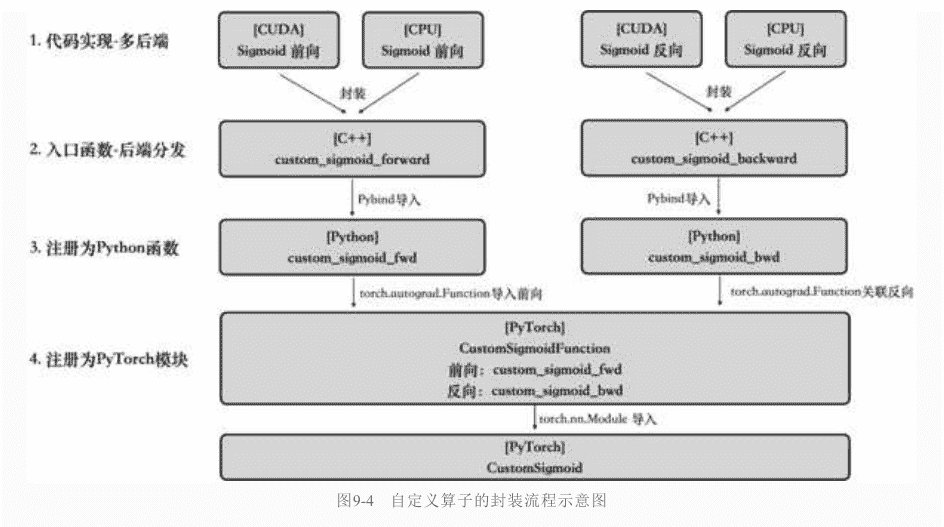 1. 代码实现-多后端
[CUDA]
Sigmoid 前向
[CPU]
Sigmoid 前向
[CUDA]
Sigmoid 反向
[CPU]
Sigmoid 反向
封装
封装
2. 入口函数-后端分发
[C++]
custom_sigmoid_forward
[C++]
custom_sigmoid_backward
Pybind导入
Pybind导入
3. 注册为Python函数
[Python]
custom_sigmoid_fwd
[Python]
custom_sigmoid_bwd
torch.autograd.Function导入前向
torch.autograd.Function关联反向
4. 注册为PyTorch模块
[PyTorch]
CustomSigmoidFunction
前向：custom_sigmoid_fwd
反向：custom_sigmoid_bwd
torch.nn.Module 导入
[PyTorch]
CustomSigmoid
图9-4 自定义算子的封装流程示意图